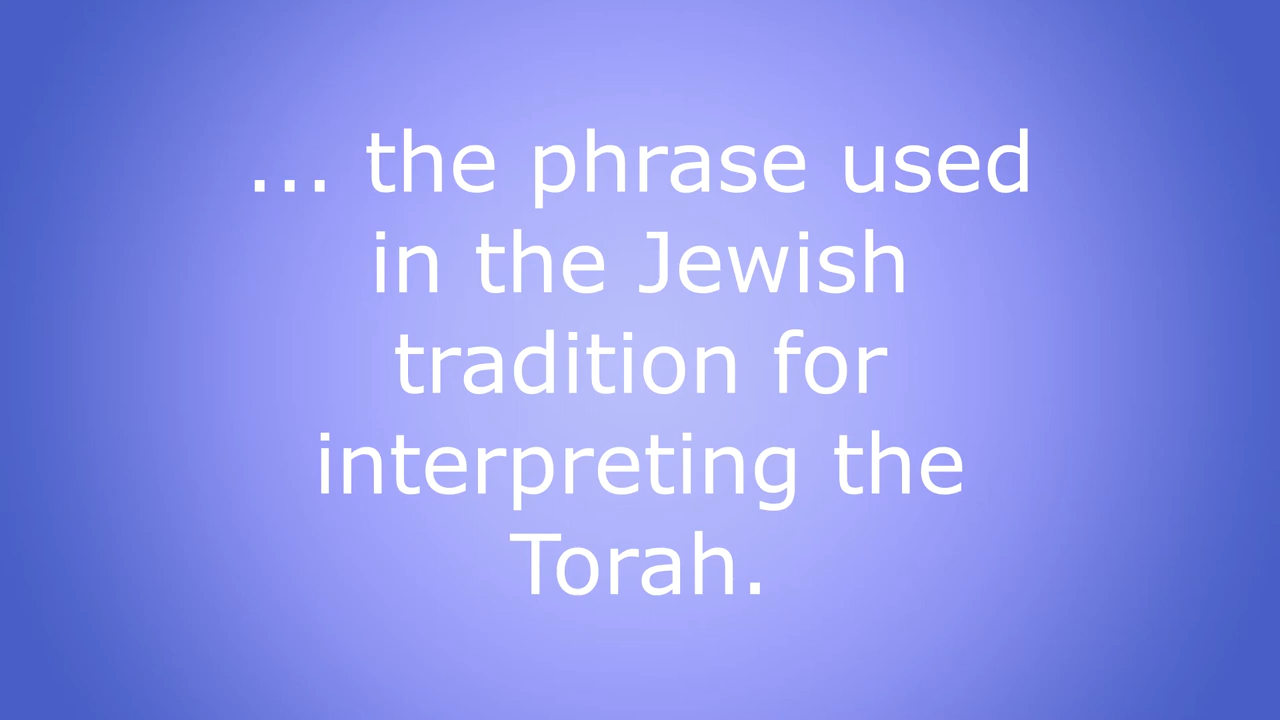 ... the phrase used
in the Jewish
tradition for
interpreting the
Torah.